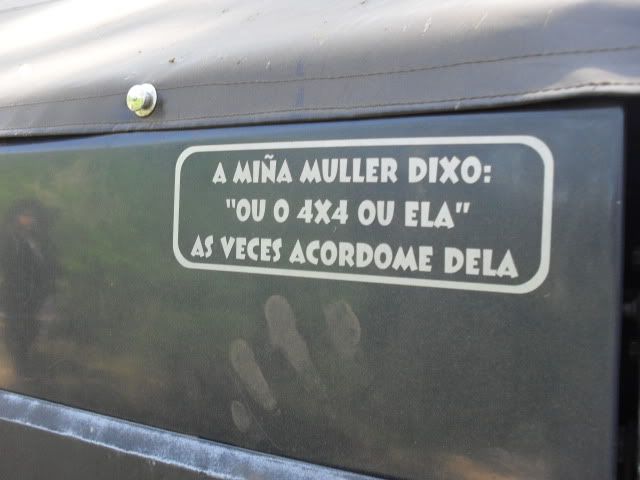 A MIÑA MULLER DIXO:
"OU O 4X4 OU ELA"
AS VECES ACORDOME DELA